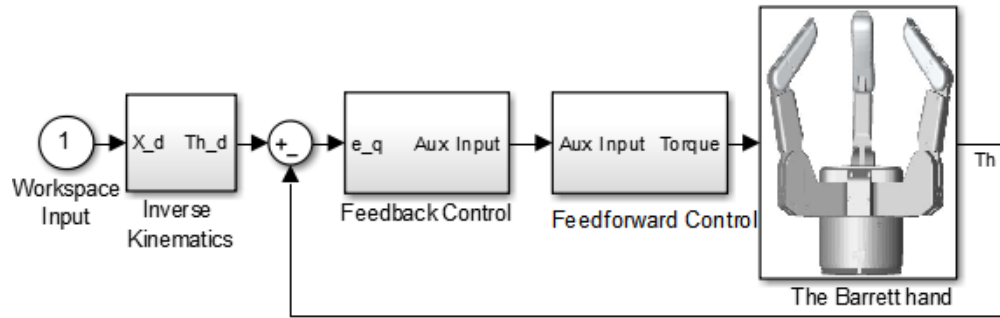 1
Workspace
Input
X_d Th_d
Inverse
Kinematics
+
−
e_q Aux Input
Feedback Control
Aux Input Torque
Feedforward Control
The Barrett hand
Th